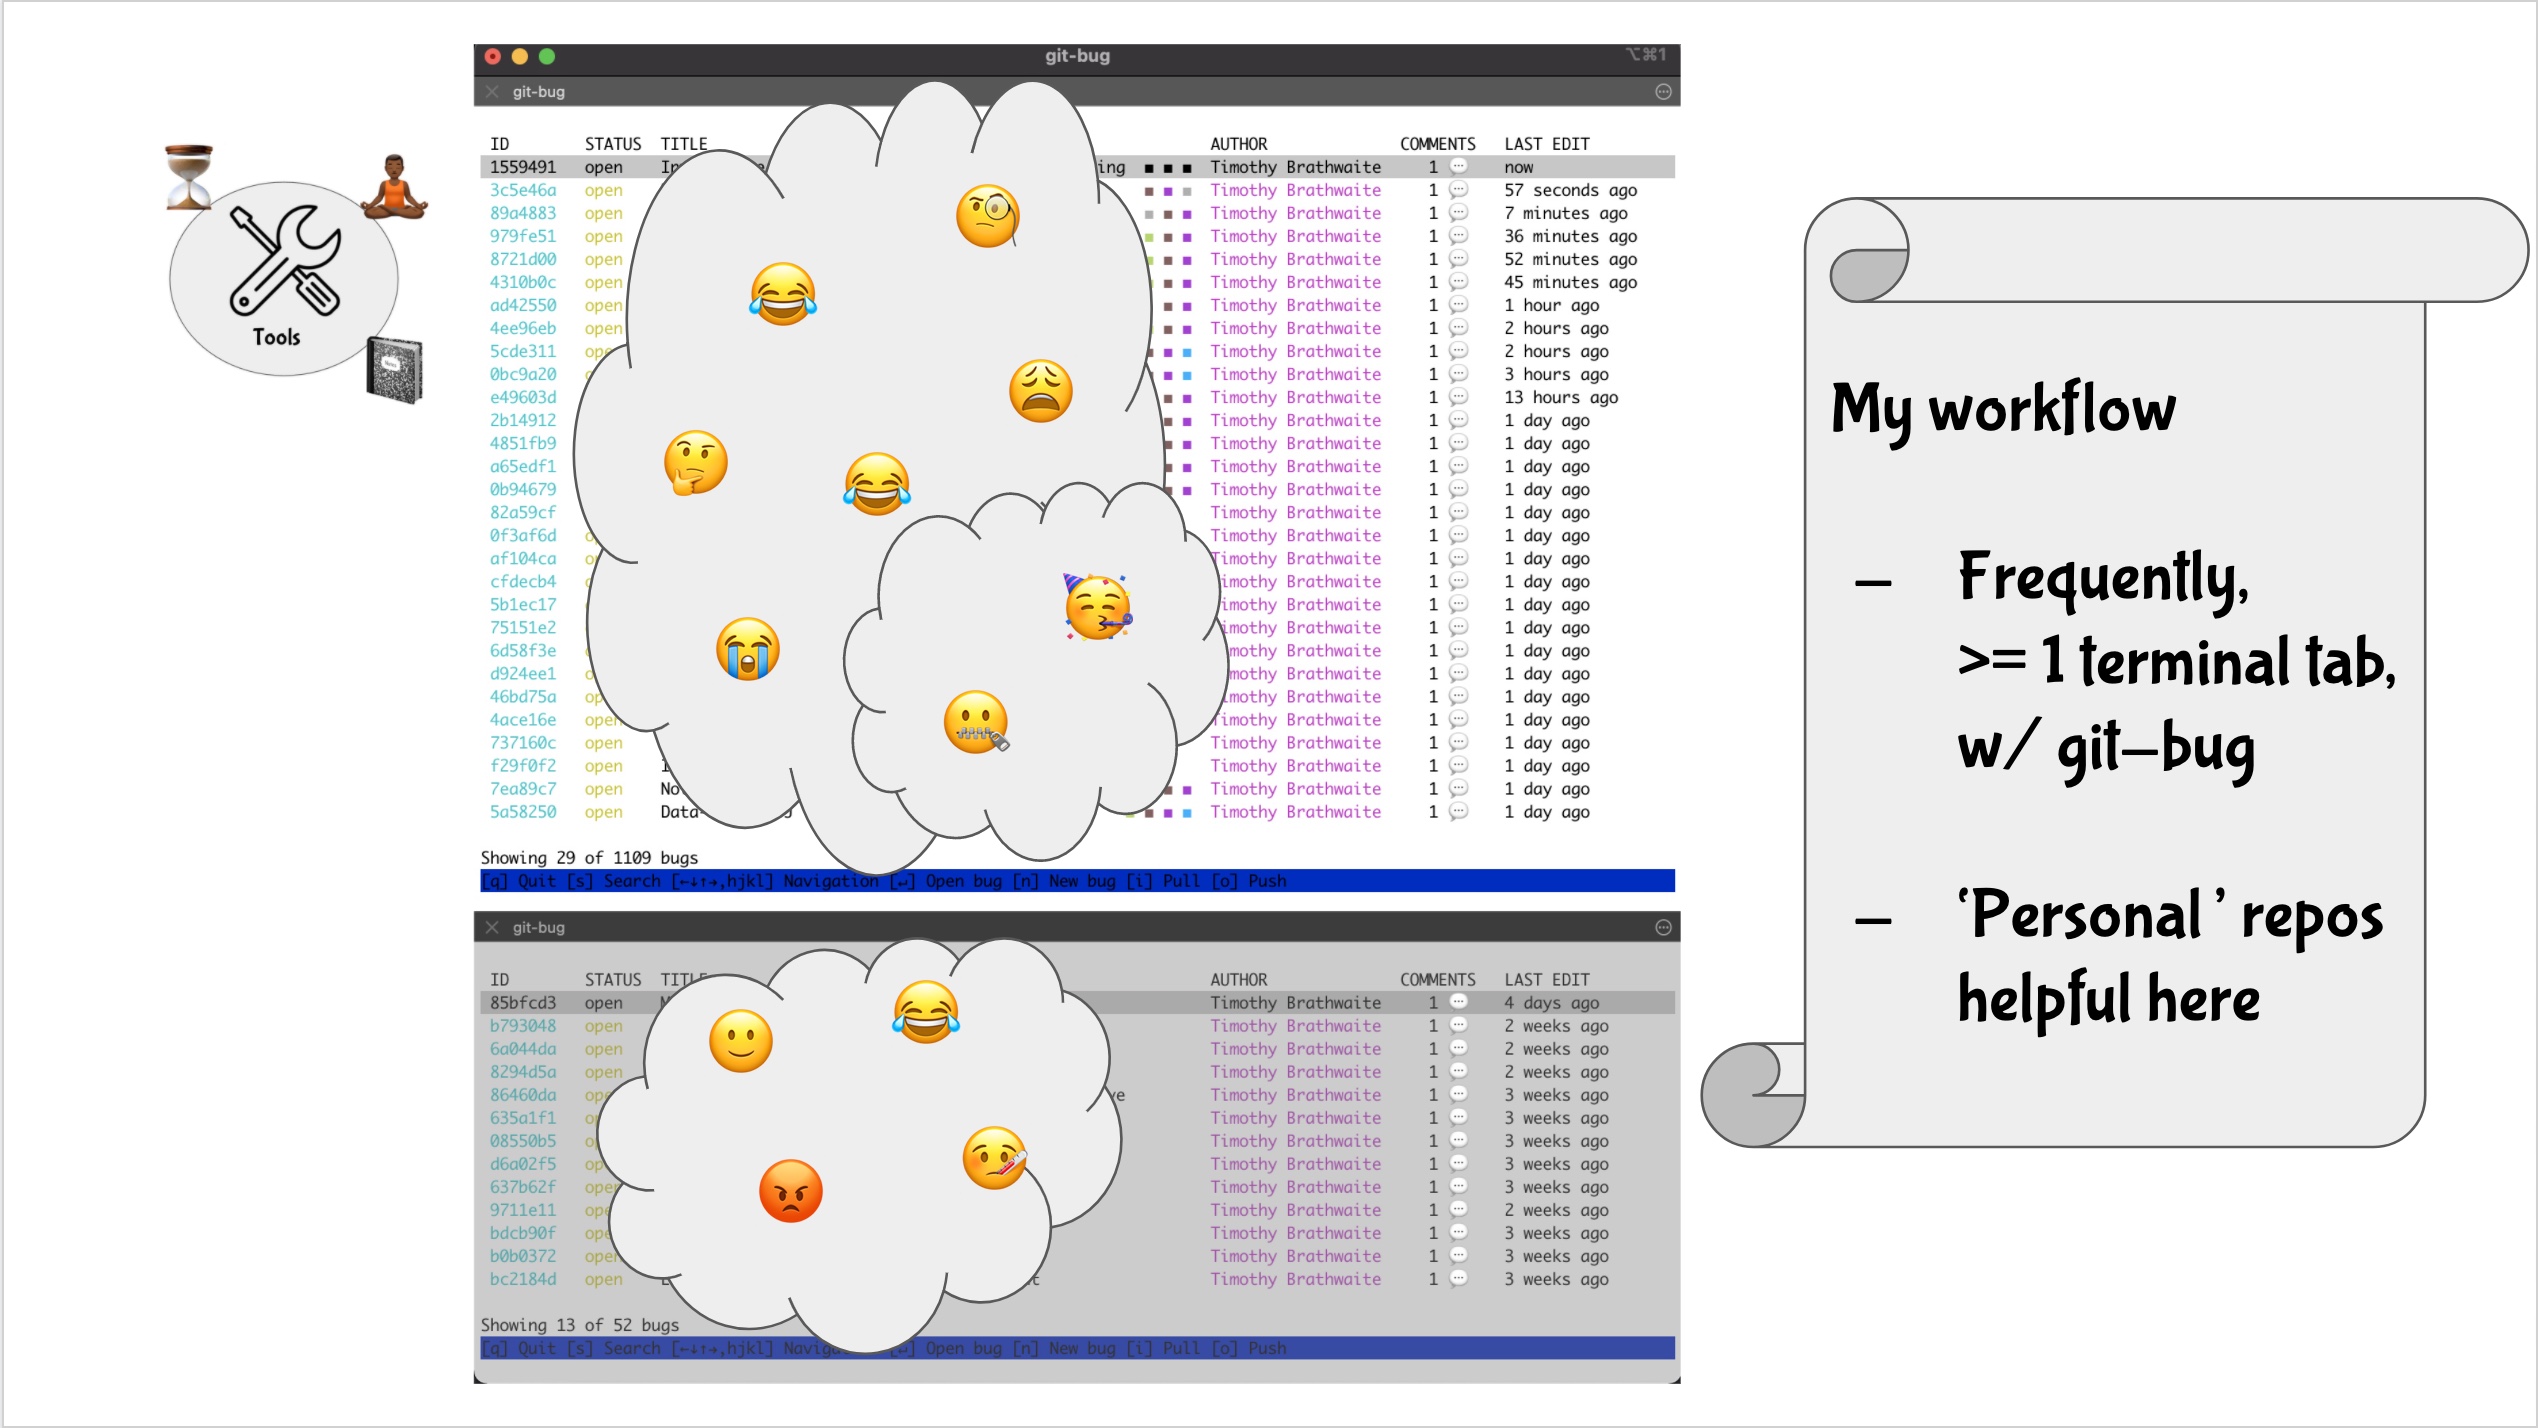 git-bug ⌥⌘1
git-bug
ID STATUS TITLE AUTHOR COMMENTS LAST EDIT
1559491 open ing Timothy Brathwaite 1 now
3c5e46a open Timothy Brathwaite 1 57 seconds ago
89a4883 open Timothy Brathwaite 1 7 minutes ago
979fe51 open Timothy Brathwaite 1 36 minutes ago
8721d00 open Timothy Brathwaite 1 52 minutes ago
4310b0c open Timothy Brathwaite 1 45 minutes ago
ad42550 open Timothy Brathwaite 1 1 hour ago
4ee96eb open Timothy Brathwaite 1 2 hours ago
5cde311 Timothy Brathwaite 1 2 hours ago
0bc9a20 Timothy Brathwaite 1 3 hours ago
e49603d Timothy Brathwaite 1 13 hours ago
2b14912 Timothy Brathwaite 1 1 day ago
4851fb9 Timothy Brathwaite 1 1 day ago
a65edf1 Timothy Brathwaite 1 1 day ago
0b94679 Timothy Brathwaite 1 1 day ago
82a59cf Timothy Brathwaite 1 1 day ago
0f3af6d Timothy Brathwaite 1 1 day ago
af104ca Timothy Brathwaite 1 1 day ago
cfdecb4 imothy Brathwaite 1 1 day ago
5b1ec17 imothy Brathwaite 1 1 day ago
75151e2 imothy Brathwaite 1 1 day ago
6d58f3e imothy Brathwaite 1 1 day ago
d924ee1 imothy Brathwaite 1 1 day ago
46bd75a op imothy Brathwaite 1 1 day ago
4ace16e open Timothy Brathwaite 1 1 day ago
737160c open Timothy Brathwaite 1 1 day ago
f29f0f2 open Timothy Brathwaite 1 1 day ago
7ea89c7 open No Timothy Brathwaite 1 1 day ago
5a58250 open Data Timothy Brathwaite 1 1 day ago
Showing 29 of 1109 bugs
[q] Quit [s] Search [←↓↑→,hjkl] Navigation [↵] Open bug [n] New bug [i] Pull [o] Push
git-bug
ID STATUS TITLE AUTHOR COMMENTS LAST EDIT
85bfcd3 open Timothy Brathwaite 1 4 days ago
b793048 open Timothy Brathwaite 1 2 weeks ago
6a044da open Timothy Brathwaite 1 2 weeks ago
8294d5a open Timothy Brathwaite 1 2 weeks ago
86460da ve Timothy Brathwaite 1 3 weeks ago
635a1f1 Timothy Brathwaite 1 3 weeks ago
08550b5 Timothy Brathwaite 1 3 weeks ago
d6a02f5 Timothy Brathwaite 1 3 weeks ago
637b62f open Timothy Brathwaite 1 3 weeks ago
9711e11 Timothy Brathwaite 1 2 weeks ago
bdcb90f Timothy Brathwaite 1 3 weeks ago
b0b0372 open Timothy Brathwaite 1 3 weeks ago
bc2184d open Timothy Brathwaite 1 3 weeks ago
Showing 13 of 52 bugs
[q] Quit [s] Search [←↓↑→,hjkl] [↵] Open bug [n] New bug [i] Pull [o] Push
Tools
My workflow
- Frequently,
>= 1 terminal tab,
w/ git-bug
- ‘Personal’ repos
helpful here